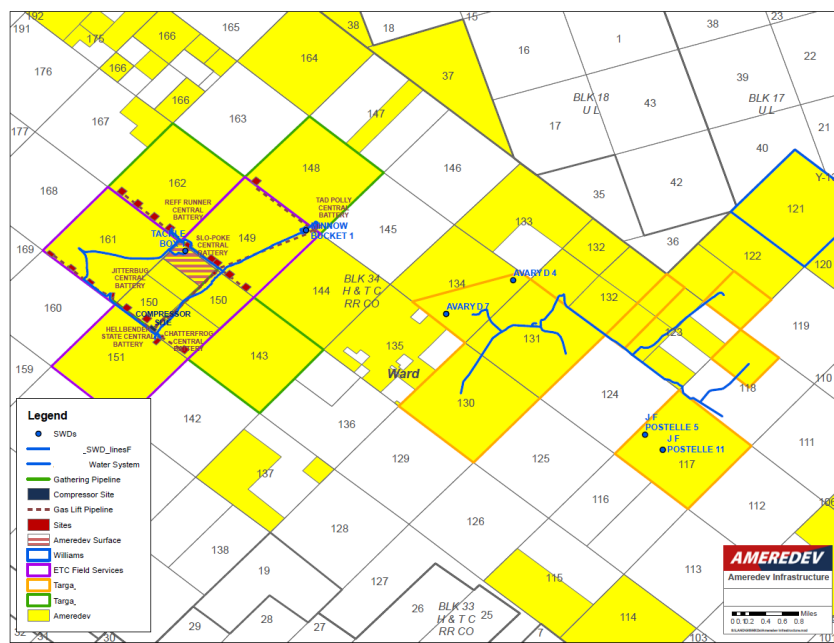 192
191
175
165
38
18
15
16
1
38
23
22
176
166
164
37
39
166
BLK 18
U L
43
BLK 17
U L
177
167
163
147
17
21
40
162
148
146
35
42
Y-1
168
REFF RUNNER
CENTRAL
BATTERY
TAD POLLY
CENTRAL
BATTERY
121
161
TACKLE
BOX
SLO-POKE
CENTRAL
BATTERY
149
MINNOW
BUCKET 1
145
133
36
169
132
122
120
JITTERBUG
CENTRAL
BATTERY
150
150
144
BLK 34
H & T C
RR CO
134
AVARY D 4
132
160
COMPRESSOR
SITE
AVARY D 7
119
HELLBENDER
STATE CENTRAL
BATTERY
CHATTERFROG
CENTRAL
BATTERY
143
135
131
123
159
151
Ward
118
110
142
130
124
136
J F
POSTELLE 5
J F
POSTELLE 11
111
129
125
117
137
116
112
106
128
126
138
19
127
115
113
26
BLK 33
H & T C
RR CO
25
114
28
29
27
7
32
31
30
103
102
Legend
SWDs
_SWD_linesF
Water System
Gathering Pipeline
Compressor Site
Gas Lift Pipeline
Sites
Ameredev Surface
Williams
ETC Field Services
Targa_
Targa_
Ameredev
AMEREDEV
Ameredev Infrastructure
Miles
0 0.1 0.2 0.4 0.6 0.8